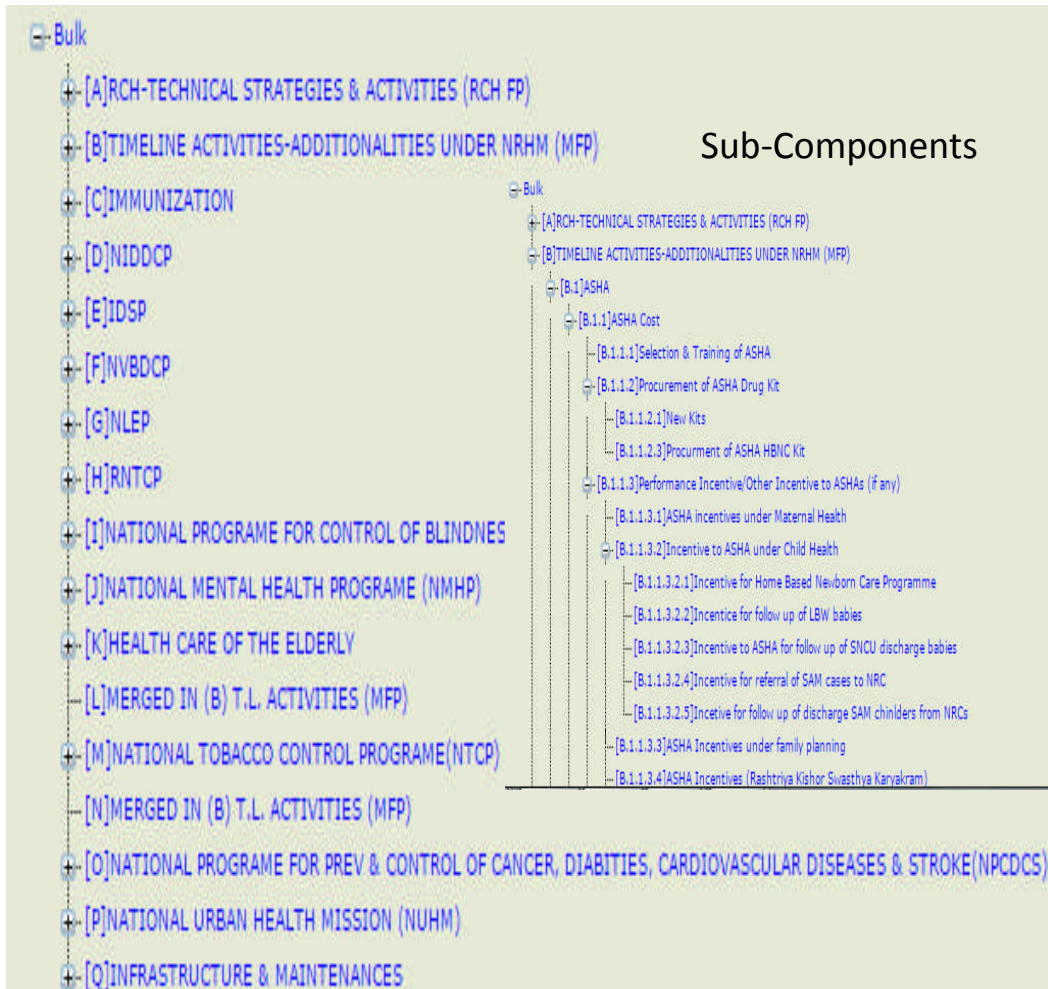 Bulk
[A]RCH-TECHNICAL STRATEGIES & ACTIVITIES (RCH FP)
[B]TIMELINE ACTIVITIES-ADDITIONALITIES UNDER NRHM (MFP)
[C]IMMUNIZATION
[D]NIDDCP
[E]IDSP
[F]NVBDCP
[G]NLEP
[H]RNTCP
[I]NATIONAL PROGRAME FOR CONTROL OF BLINDNES
[J]NATIONAL MENTAL HEALTH PROGRAME (NMHP)
[K]HEALTH CARE OF THE ELDERLY
[L]MERGED IN (B) T.L. ACTIVITIES (MFP)
[M]NATIONAL TOBACCO CONTROL PROGRAME(NTCP)
[N]MERGED IN (B) T.L. ACTIVITIES (MFP)
[O]NATIONAL PROGRAME FOR PREV & CONTROL OF CANCER, DIABITIES, CARDIOVASCULAR DISEASES & STROKE(NPCDCS)
[P]NATIONAL URBAN HEALTH MISSION (NUHM)
[Q]INFRASTRUCTURE & MAINTENANCES
Sub-Components
Bulk
[A]RCH-TECHNICAL STRATEGIES & ACTIVITIES (RCH FP)
[B]TIMELINE ACTIVITIES-ADDITIONALITIES UNDER NRHM (MFP)
[B.1]ASHA
[B.1.1]ASHA Cost
[B.1.1.1]Selection & Training of ASHA
[B.1.1.2]Procurement of ASHA Drug Kit
[B.1.1.2.1]New Kits
[B.1.1.2.3]Procurment of ASHA HBNC Kit
[B.1.1.3]Performance Incentive/Other Incentive to ASHAs (if any)
[B.1.1.3.1]ASHA incentives under Maternal Health
[B.1.1.3.2]Incentive to ASHA under Child Health
[B.1.1.3.2.1]Incentive for Home Based Newborn Care Programme
[B.1.1.3.2.2]Incentice for follow up of LBW babies
[B.1.1.3.2.3]Incentive to ASHA for follow up of SNCU discharge babies
[B.1.1.3.2.4]Incentive for referral of SAM cases to NRC
[B.1.1.3.2.5]Incetive for follow up of discharge SAM chinlders from NRCs
[B.1.1.3.3]ASHA Incentives under family planning
[B.1.1.3.4]ASHA Incentives (Rashtriya Kishor Swasthya Karyakram)